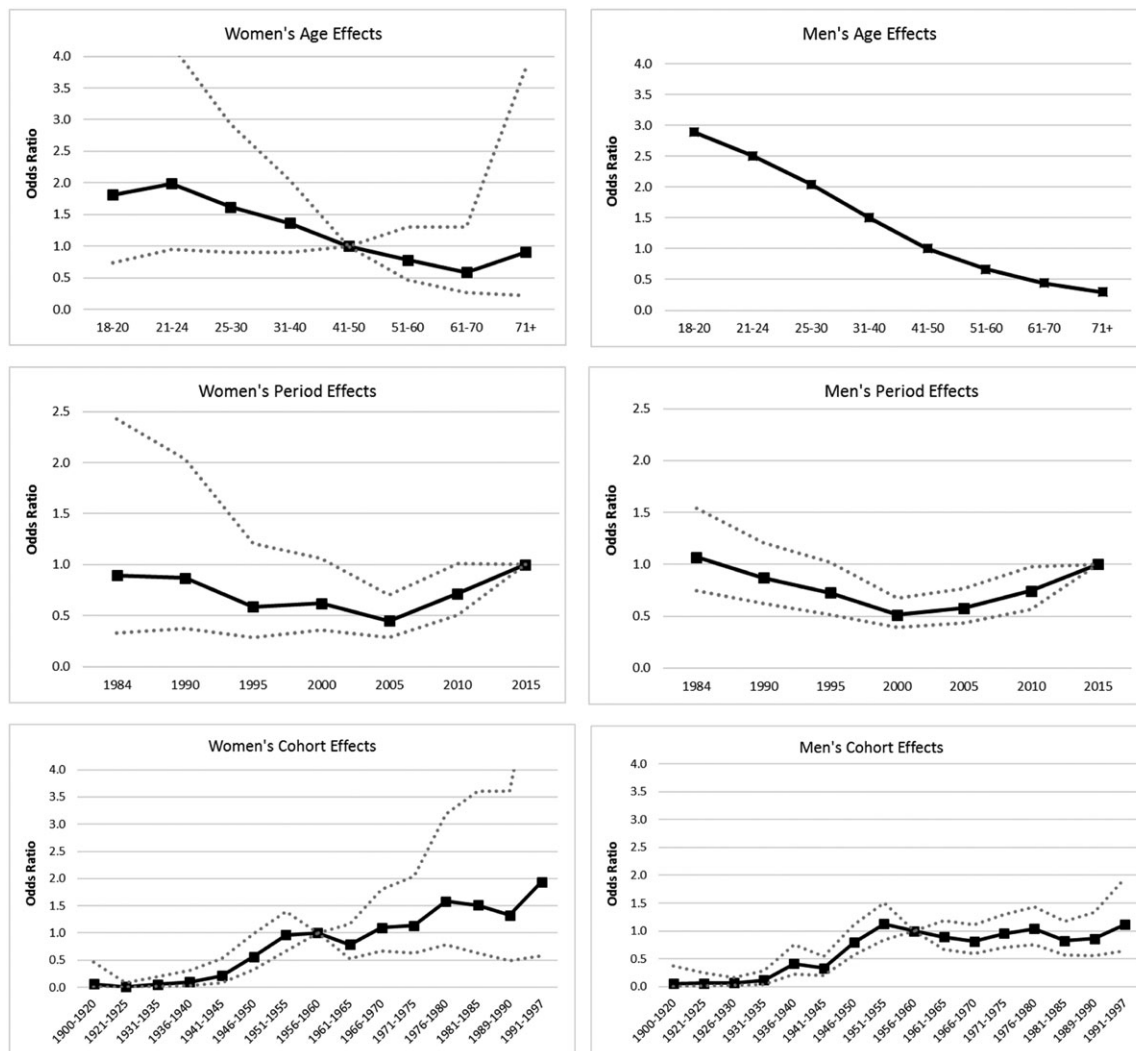 Women's Age Effects
Odds Ratio
4.0
3.5
3.0
2.5
2.0
1.5
1.0
0.5
0.0
18-20 21-24 25-30 31-40 41-50 51-60 61-70 71+
Men's Age Effects
Odds Ratio
4.0
3.5
3.0
2.5
2.0
1.5
1.0
0.5
0.0
18-20 21-24 25-30 31-40 41-50 51-60 61-70 71+
Women's Period Effects
Odds Ratio
2.5
2.0
1.5
1.0
0.5
0.0
1984 1990 1995 2000 2005 2010 2015
Men's Period Effects
Odds Ratio
2.5
2.0
1.5
1.0
0.5
0.0
1984 1990 1995 2000 2005 2010 2015
Women's Cohort Effects
Odds Ratio
4.0
3.5
3.0
2.5
2.0
1.5
1.0
0.5
0.0
1900-1920 1921-1925 1931-1935 1936-1940 1941-1945 1946-1950 1951-1955 1956-1960 1961-1965 1966-1970 1971-1975 1976-1980 1981-1985 1989-1990 1991-1997
Men's Cohort Effects
Odds Ratio
4.0
3.5
3.0
2.5
2.0
1.5
1.0
0.5
0.0
1900-1920 1921-1925 1926-1930 1931-1935 1936-1940 1941-1945 1946-1950 1951-1955 1956-1960 1961-1965 1966-1970 1971-1975 1976-1980 1981-1985 1989-1990 1991-1997